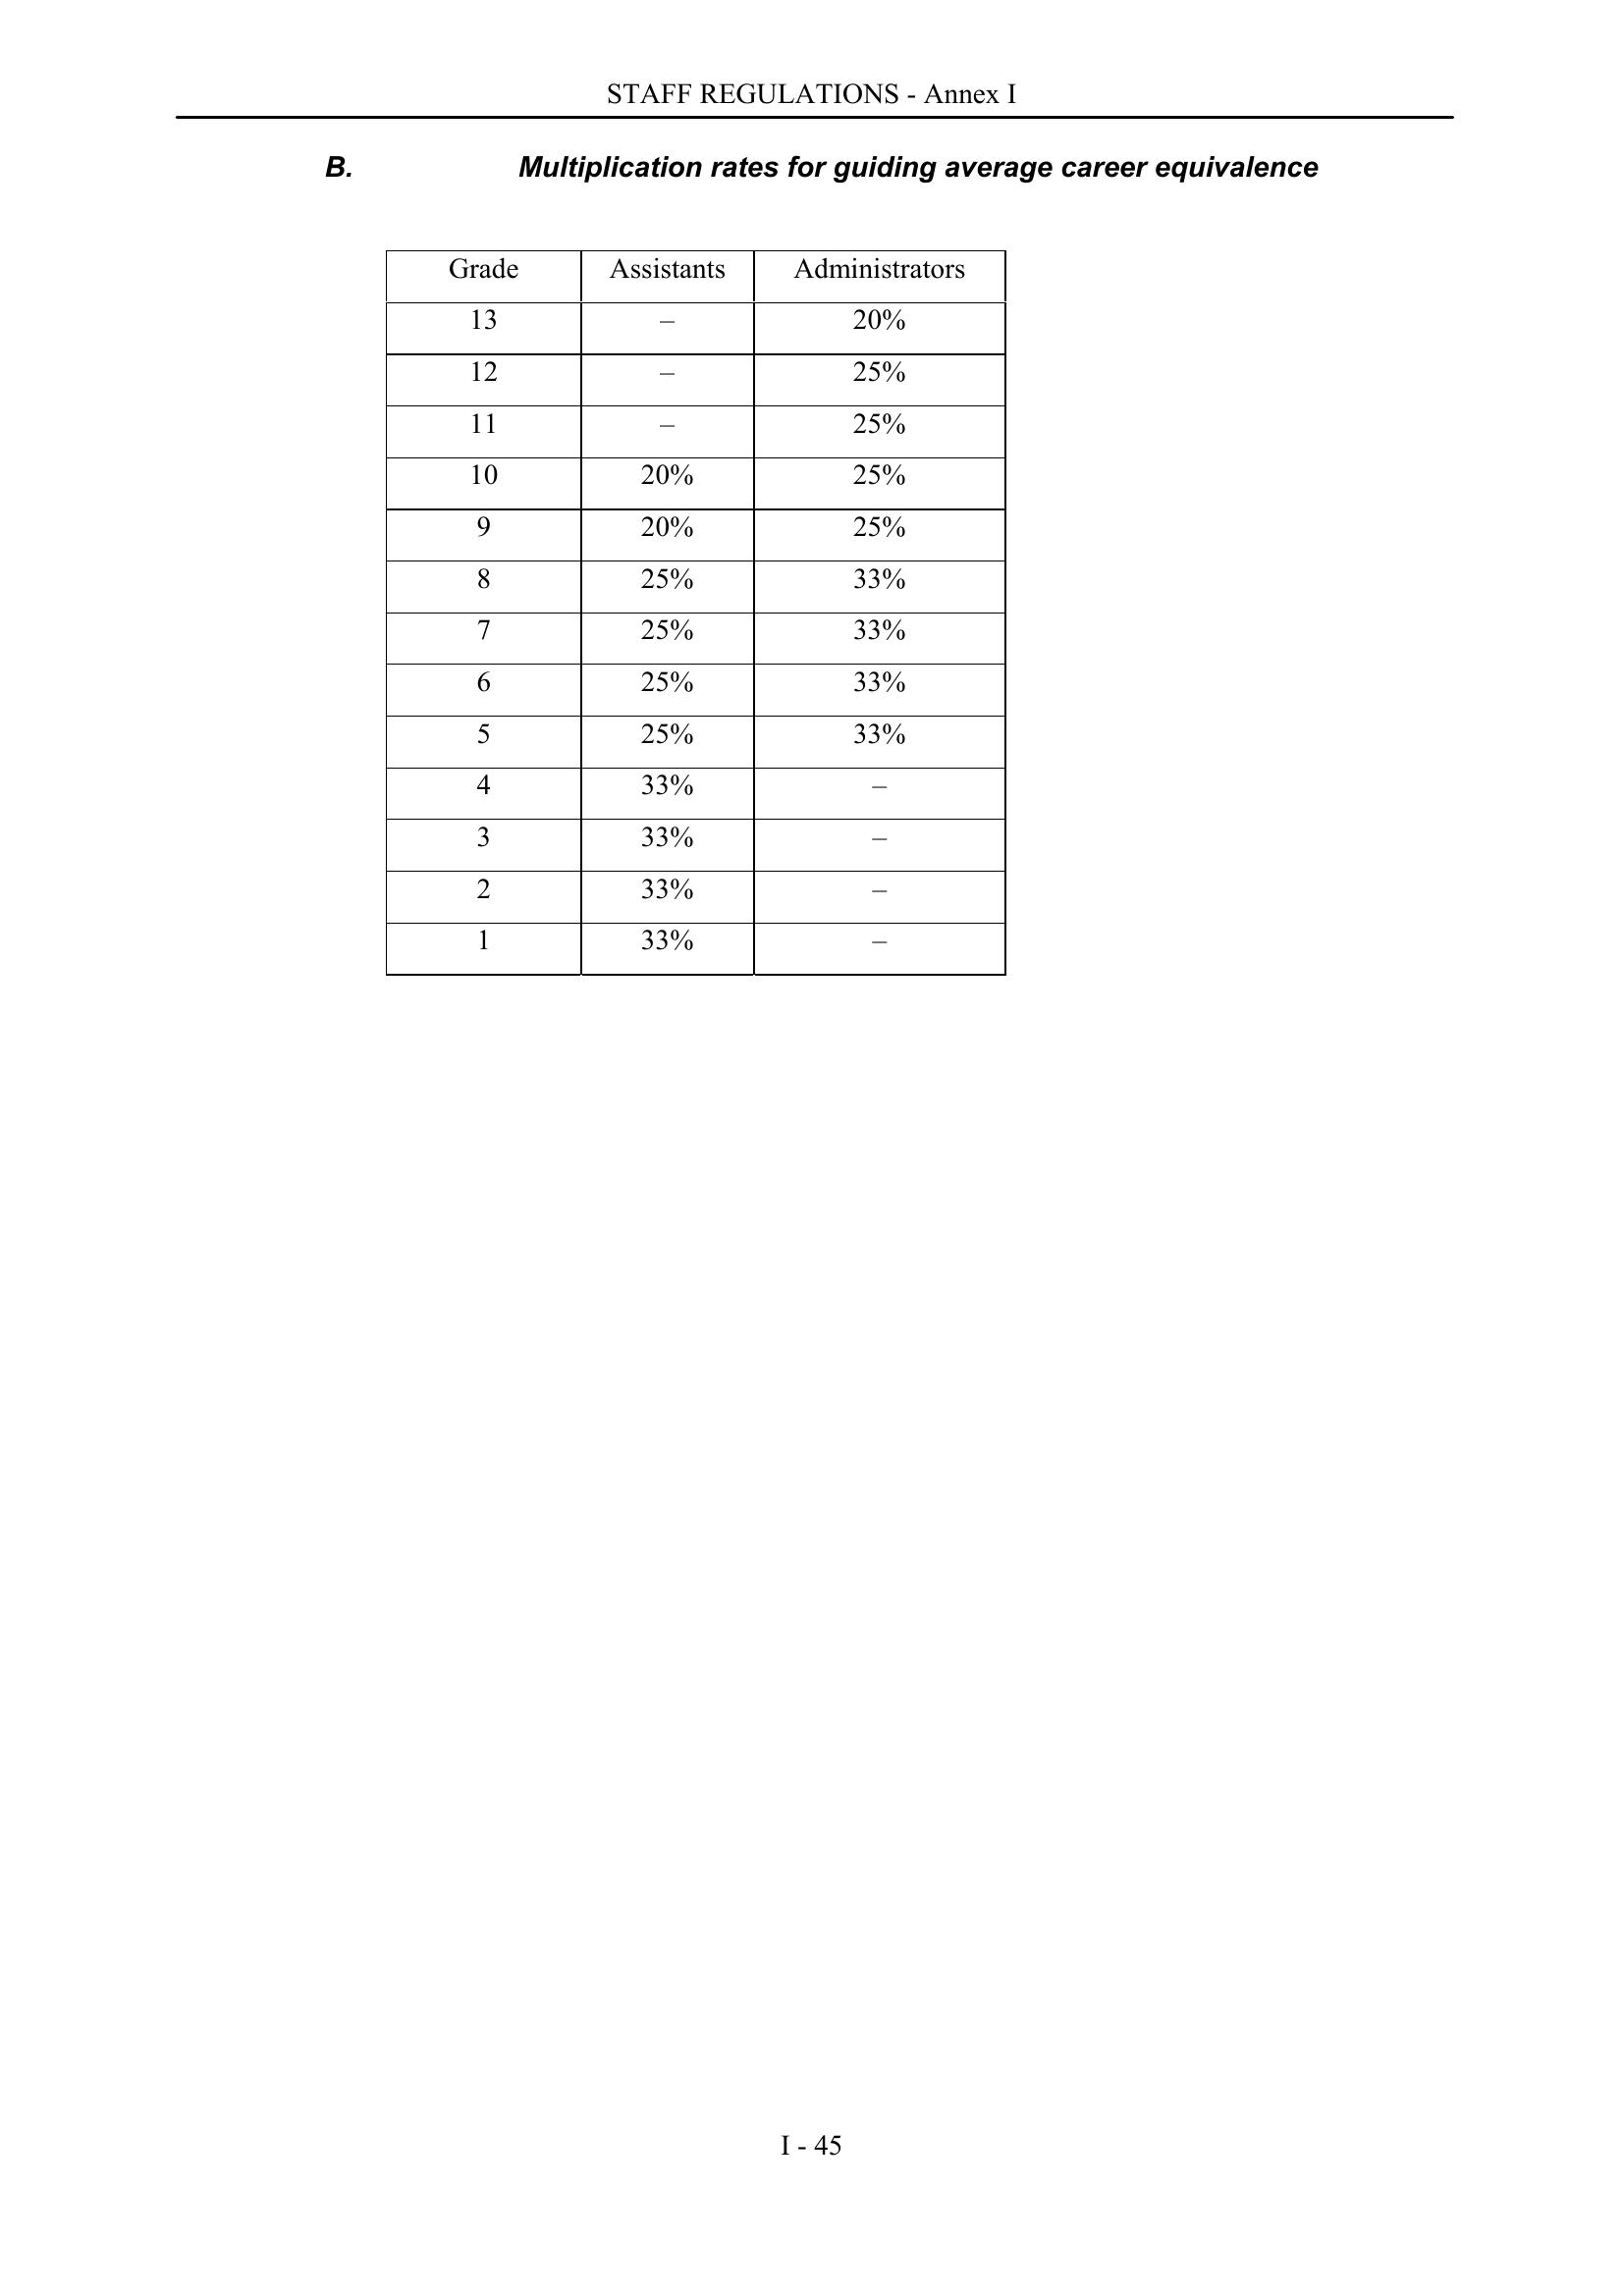 STAFF REGULATIONS - Annex I
B. Multiplication rates for guiding average career equivalence
Grade Assistants Administrators
13 – 20%
12 – 25%
11 – 25%
10 20% 25%
9 20% 25%
8 25% 33%
7 25% 33%
6 25% 33%
5 25% 33%
4 33% –
3 33% –
2 33% –
1 33% –
I - 45